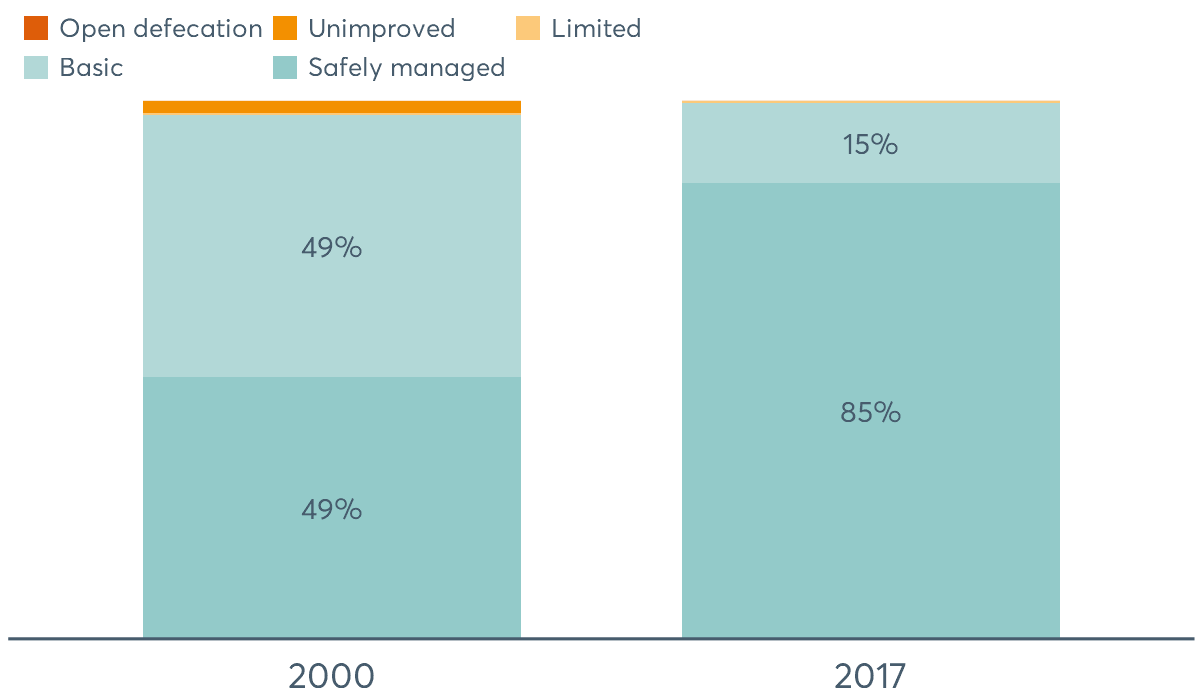 Open defecation Unimproved Limited
Basic Safely managed
15%
49%
85%
49%
2000 2017